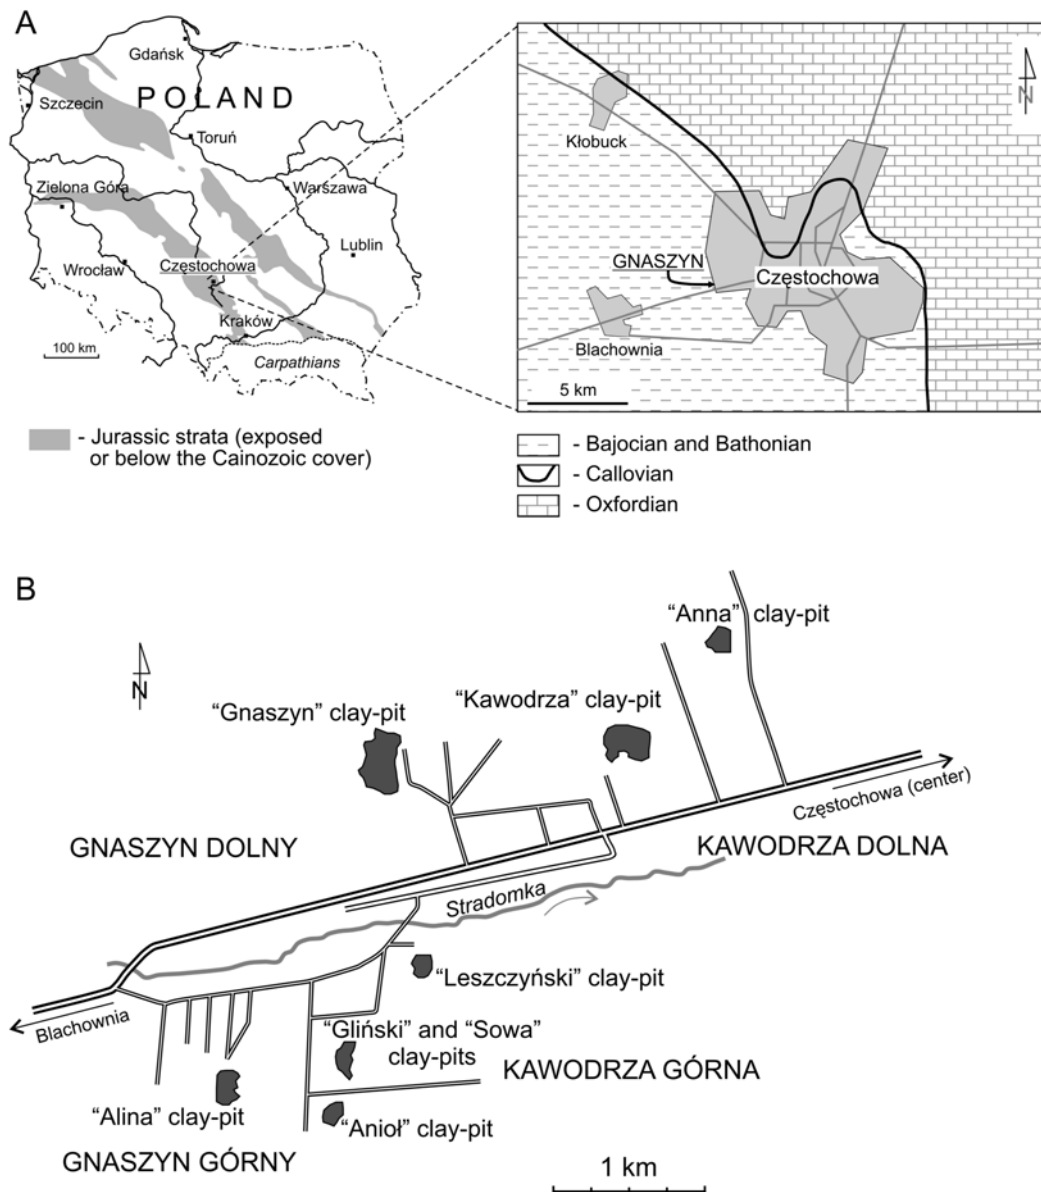 A
POLAND
Gdańsk
Szczecin
Toruń
Zielona Góra
Warszawa
Wrocław
Częstochowa
Lublin
Kraków
Carpathians
100 km
- Jurassic strata (exposed
or below the Cainozoic cover)
N
Kłobuck
GNASZYN
Częstochowa
Blachownia
5 km
- Bajocian and Bathonian
- Callovian
- Oxfordian
B
N
"Anna" clay-pit
"Kawodrza" clay-pit
"Gnaszyn" clay-pit
Częstochowa (center)
GNASZYN DOLNY
KAWODRZA DOLNA
Stradomka
"Leszczyński" clay-pit
Blachownia
"Gliński" and "Sowa"
clay-pits
KAWODRZA GÓRNA
"Alina" clay-pit
"Anioł" clay-pit
GNASZYN GÓRNY
1 km